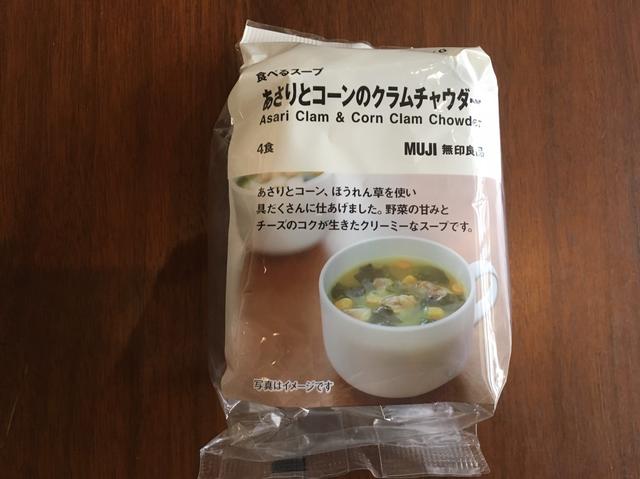 食べるスープ
あさりとコーンのクラムチャウダー
Asari Clam & Corn Clam Chowder
4食
MUJI 無印良品
あさりとコーン、ほうれん草を使い
具だくさんに仕あげました。野菜の甘みと
チーズのコクが生きたクリーミーなスープです。
写真はイメージです